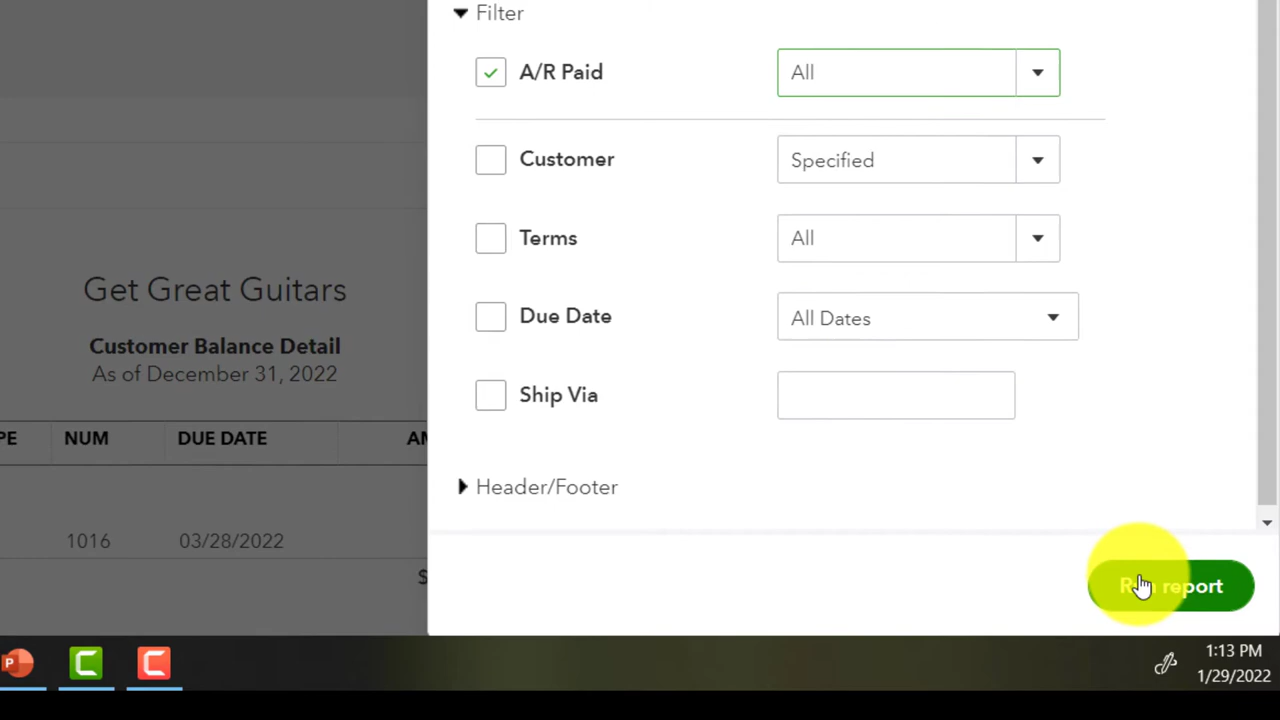 Filter
A/R Paid All
Customer Specified
Terms All
Due Date All Dates
Ship Via
Header/Footer
Get Great Guitars
Customer Balance Detail
As of December 31, 2022
NUM DUE DATE
1016 03/28/2022
report
1:13 PM
1/29/2022